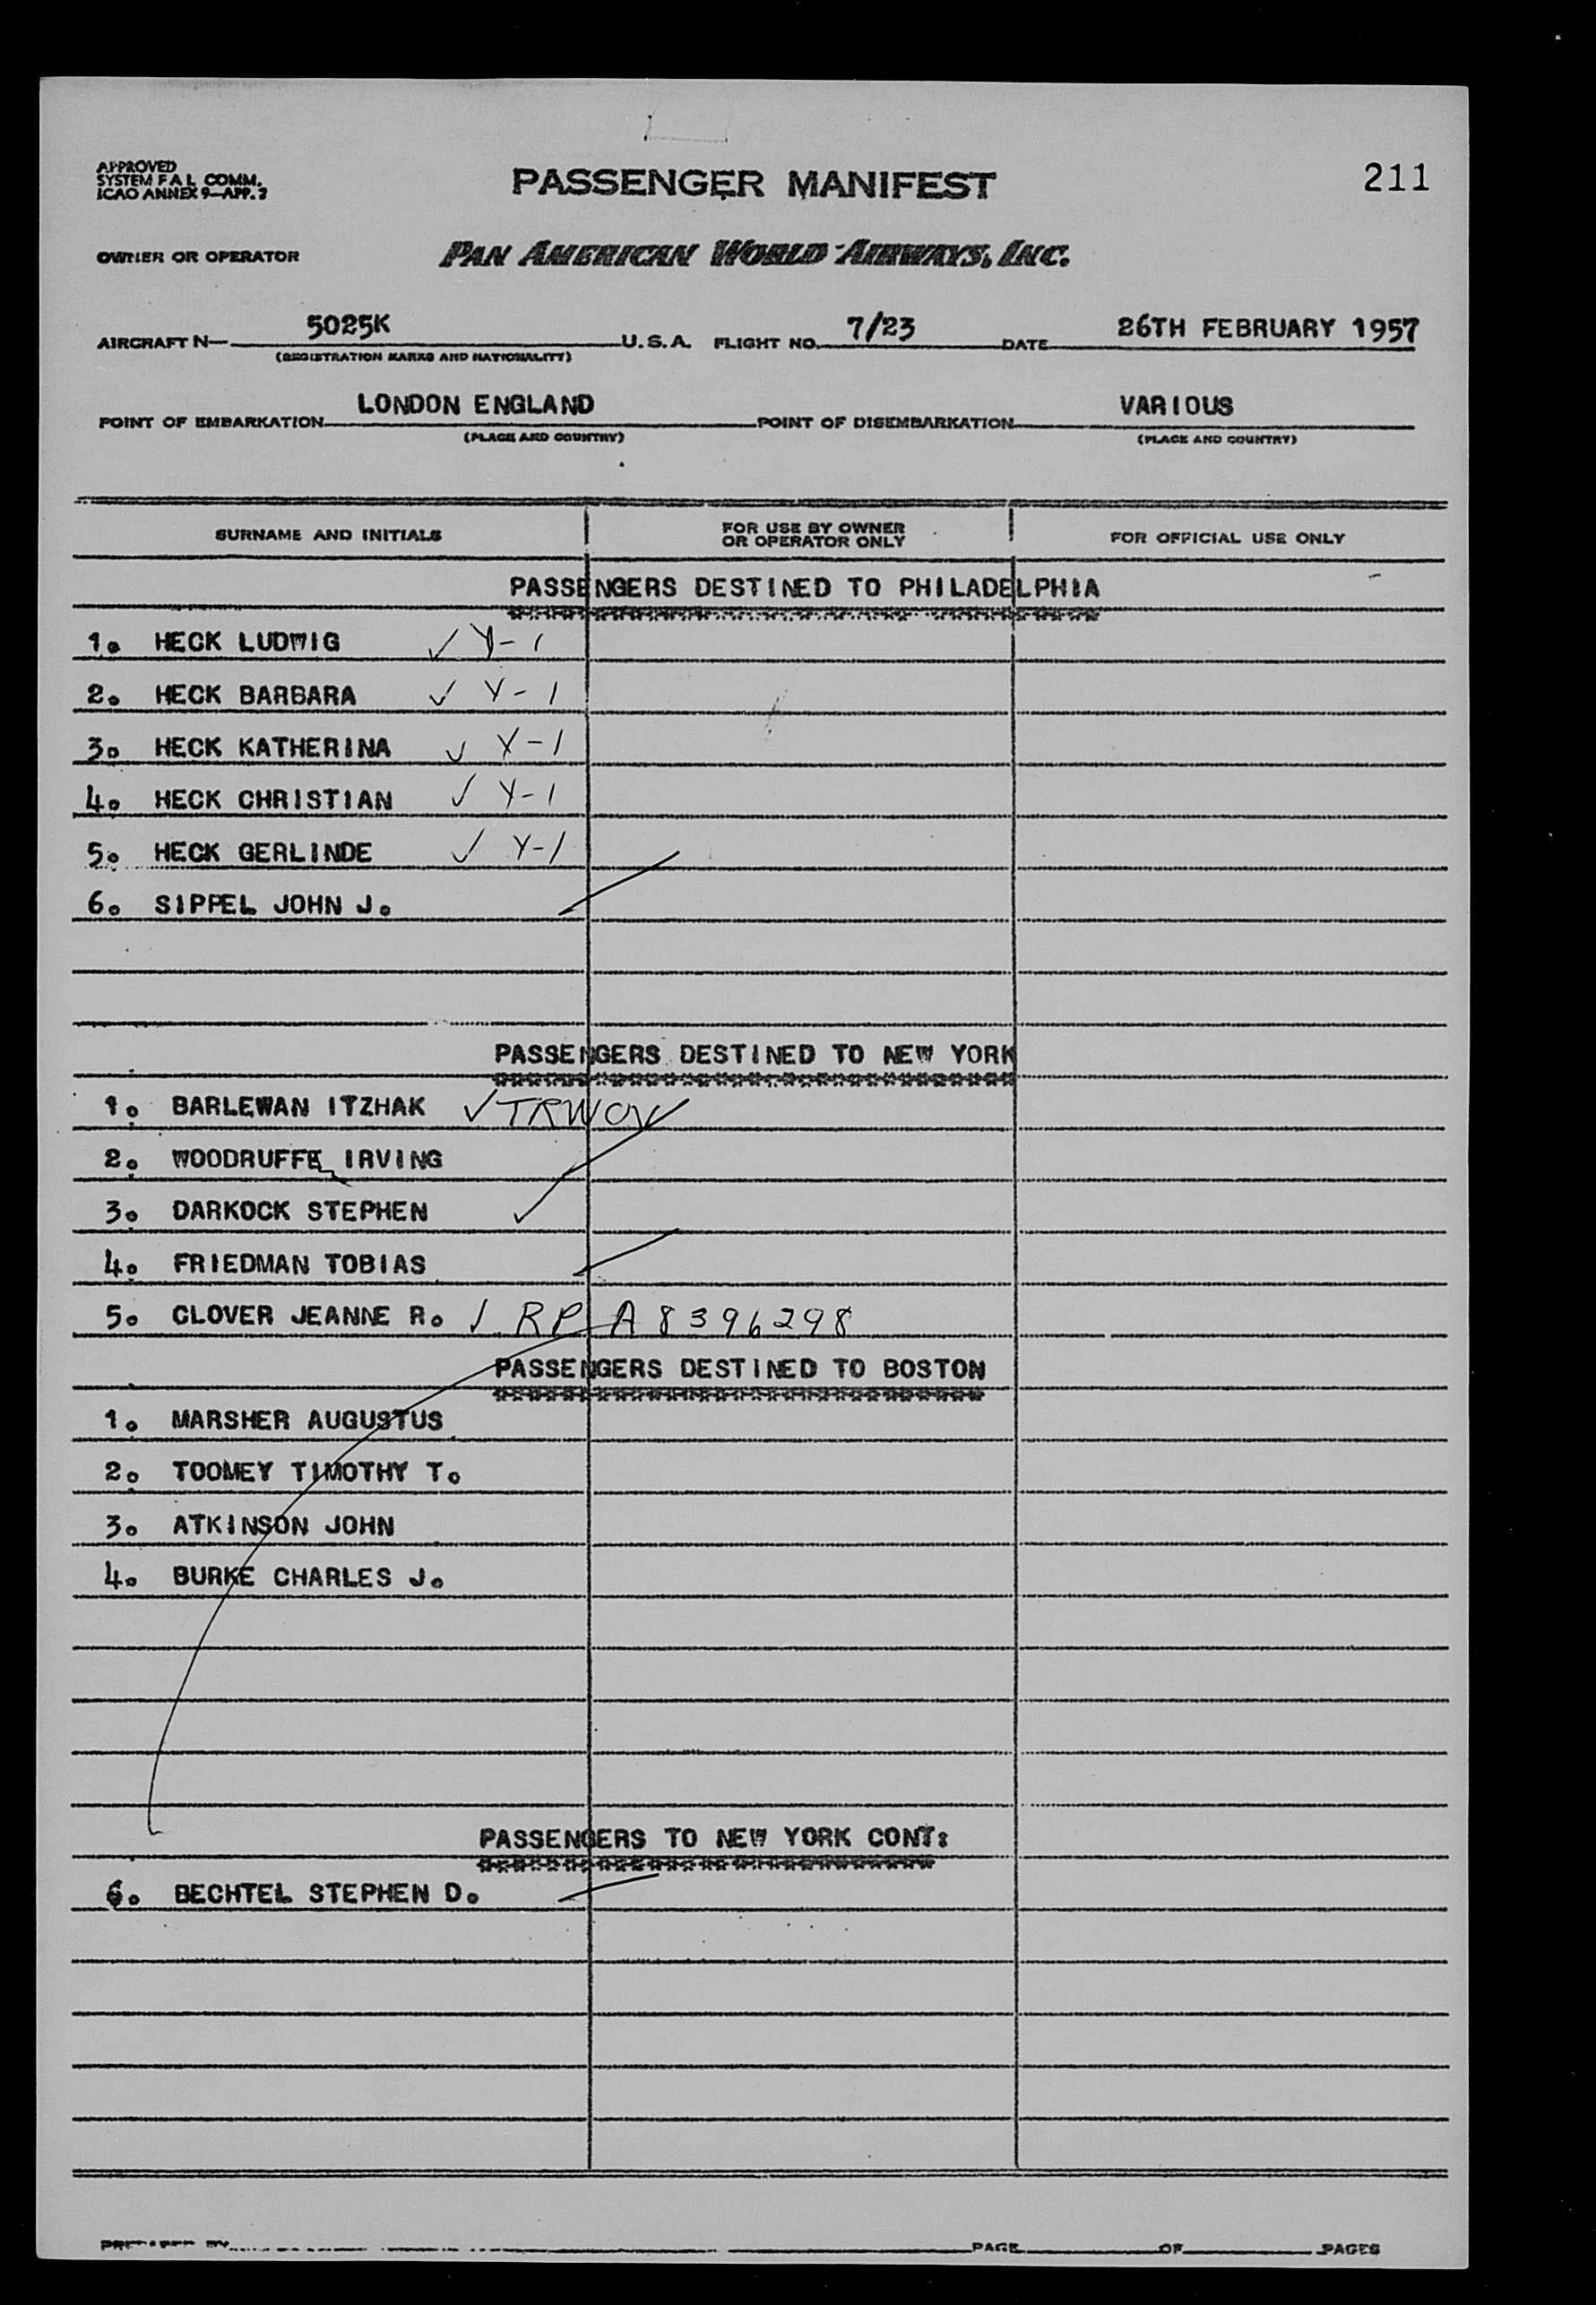 APPROVED
SYSTEM F A L COMM.
ICAO ANNEX 9—APP. 2
PASSENGER MANIFEST
211
OWNER OR OPERATOR PAN AMERICAN WORLD AIRWAYS, INC.
AIRCRAFT N— 5025K U.S.A. FLIGHT NO. 7/23 DATE 26TH FEBRUARY 1957
(REGISTRATION MARKS AND NATIONALITY)
POINT OF EMBARKATION LONDON ENGLAND POINT OF DISEMBARKATION VARIOUS
(PLACE AND COUNTRY) (PLACE AND COUNTRY)
SURNAME AND INITIALS FOR USE BY OWNER OR OPERATOR ONLY FOR OFFICIAL USE ONLY
PASSENGERS DESTINED TO PHILADELPHIA
1. HECK LUDWIG ✓ Y-1
2. HECK BARBARA ✓ Y-1
3. HECK KATHERINA ✓ Y-1
4. HECK CHRISTIAN ✓ Y-1
5. HECK GERLINDE ✓ Y-1
6. SIPPEL JOHN J.
PASSENGERS DESTINED TO NEW YORK
1. BARLEWAN ITZHAK ✓ TRWOV
2. WOODRUFFE IRVING
3. DARKOCK STEPHEN
4. FRIEDMAN TOBIAS
5. CLOVER JEANNE R. ✓ RP A8396298
PASSENGERS DESTINED TO BOSTON
1. MARSHER AUGUSTUS
2. TOOMEY TIMOTHY T.
3. ATKINSON JOHN
4. BURKE CHARLES J.
PASSENGERS TO NEW YORK CONT:
6. BECHTEL STEPHEN D.
PREPARED BY PAGE OF PAGES